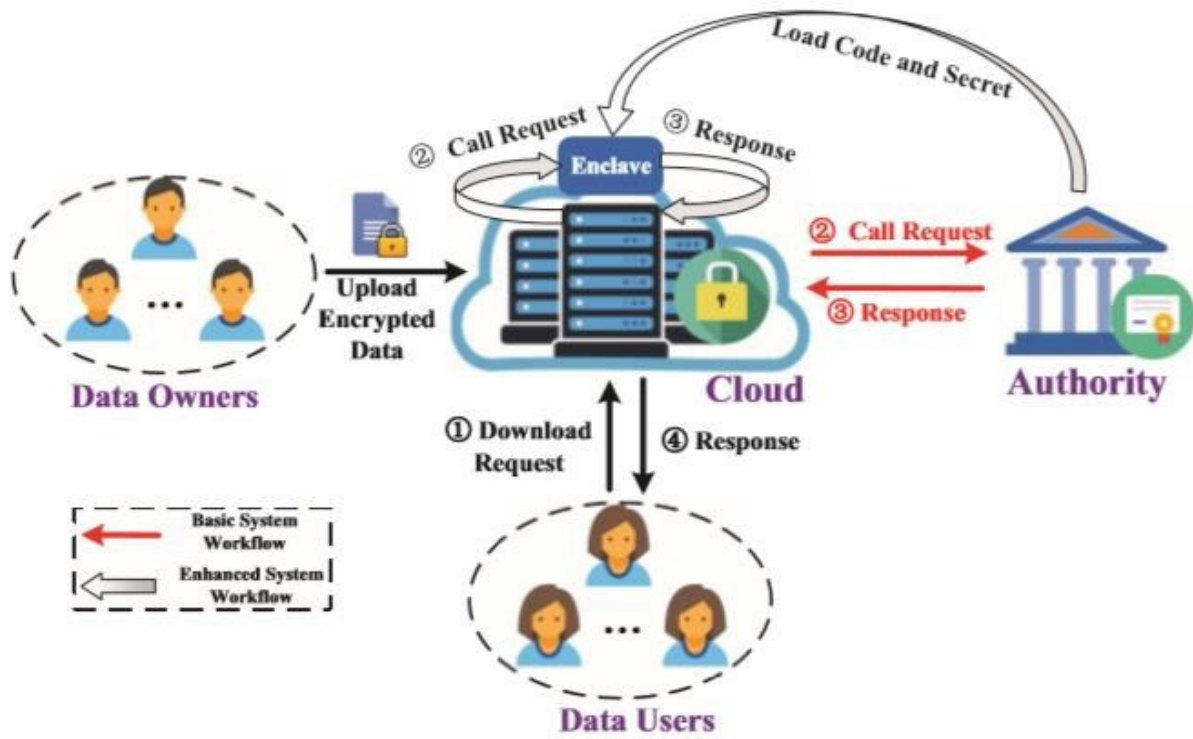 Load Code and Secret
② Call Request
③ Response
Enclave
② Call Request
③ Response
Upload
Encrypted
Data
Data Owners
Cloud
Authority
① Download
Request
④ Response
Basic System
Workflow
Enhanced System
Workflow
...
...
Data Users